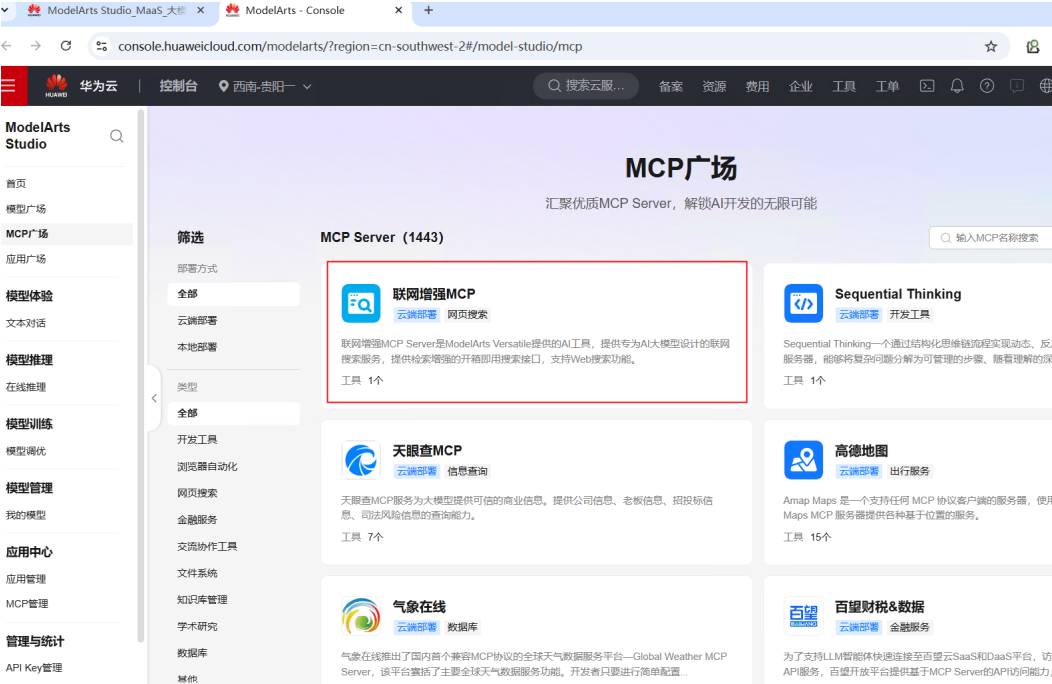 ModelArts Studio_MaaS_大模
ModelArts - Console
console.huaweicloud.com/modelarts/?region=cn-southwest-2#/model-studio/mcp
HUAWEI
华为云
控制台
西南-贵阳一
搜索云服...
备案
资源
费用
企业
工具
工单
ModelArts
Studio
首页
模型广场
MCP广场
应用广场
模型体验
文本对话
模型推理
在线推理
模型训练
模型调优
模型管理
我的模型
应用中心
应用管理
MCP管理
管理与统计
API Key管理
MCP广场
汇聚优质MCP Server，解锁AI开发的无限可能
筛选
部署方式
全部
云端部署
本地部署
类型
全部
开发工具
浏览器自动化
网页搜索
金融服务
交流协作工具
文件系统
知识库管理
学术研究
数据库
其他
MCP Server（1443）
输入MCP名称搜索
联网增强MCP
云端部署 网页搜索
联网增强MCP Server是ModelArts Versatile提供的AI工具，提供专为AI大模型设计的联网
搜索服务，提供检索增强的开箱即用搜索接口，支持Web搜索功能。
工具 1个
Sequential Thinking
云端部署 开发工具
Sequential Thinking一个通过结构化思维链流程实现动态、反
服务器，能够将复杂问题分解为可管理的步骤、随着理解的深
工具 1个
天眼查MCP
云端部署 信息查询
天眼查MCP服务为大模型提供可信的商业信息。提供公司信息、老板信息、招投标信
息、司法风险信息的查询能力。
工具 7个
高德地图
云端部署 出行服务
Amap Maps 是一个支持任何 MCP 协议客户端的服务器，使用
Maps MCP 服务器提供各种基于位置的服务。
工具 15个
气象在线
云端部署 数据库
气象在线推出了国内首个兼容MCP协议的全球天气数据服务平台—Global Weather MCP
Server，该平台囊括了主要全球天气数据服务功能。开发者只要进行简单配置...
百望
百望财税&数据
云端部署 金融服务
为了支持LLM智能体快速连接至百望云SaaS和DaaS平台，访
API服务，百望开放平台提供基于MCP Server的API访问能力，